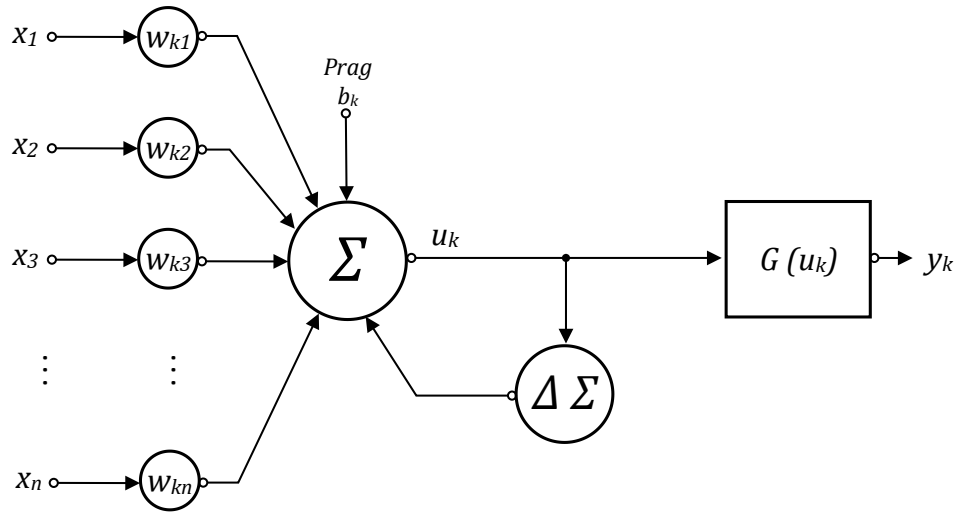 x1
wk1
Prag
bk
x2
wk2
x3
wk3
Σ
uk
G (uk)
yk
⋮
⋮
Δ Σ
xn
wkn